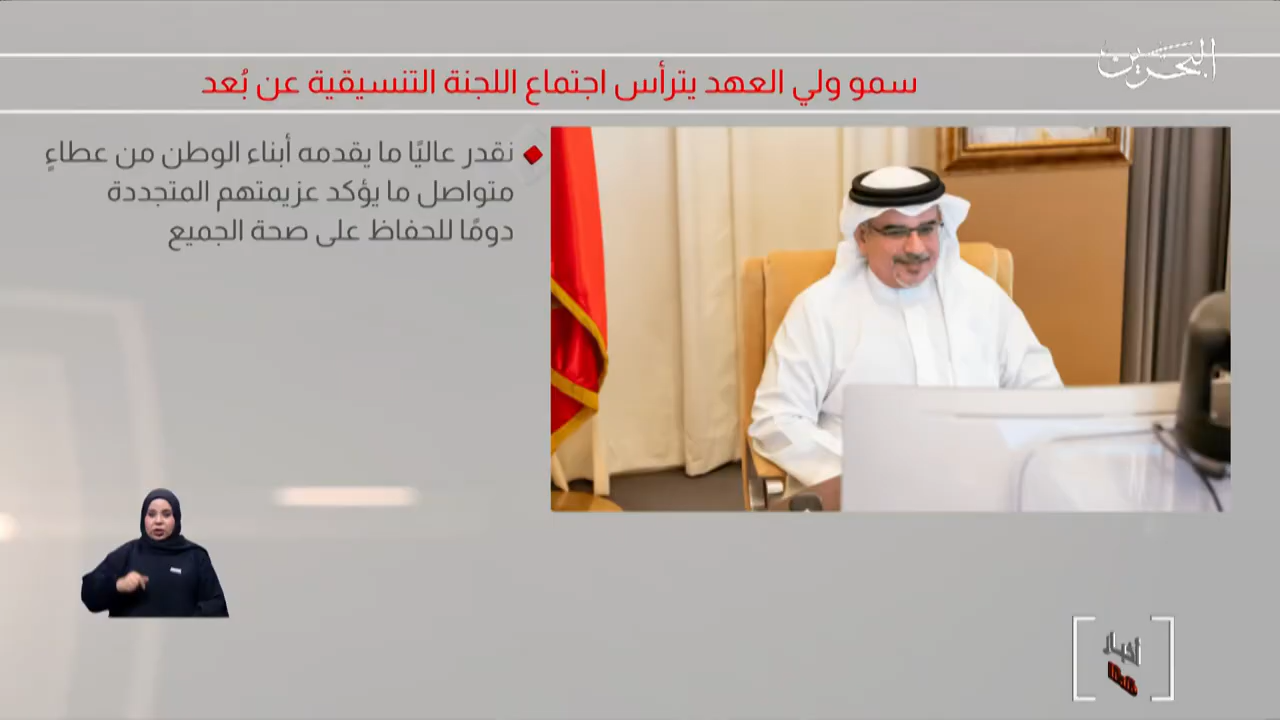 البحرين
سمو ولي العهد يترأس اجتماع اللجنة التنسيقية عن بُعد
نقدر عاليًا ما يقدمه أبناء الوطن من عطاءٍ
متواصل ما يؤكد عزيمتهم المتجددة
دومًا للحفاظ على صحة الجميع
أخبار